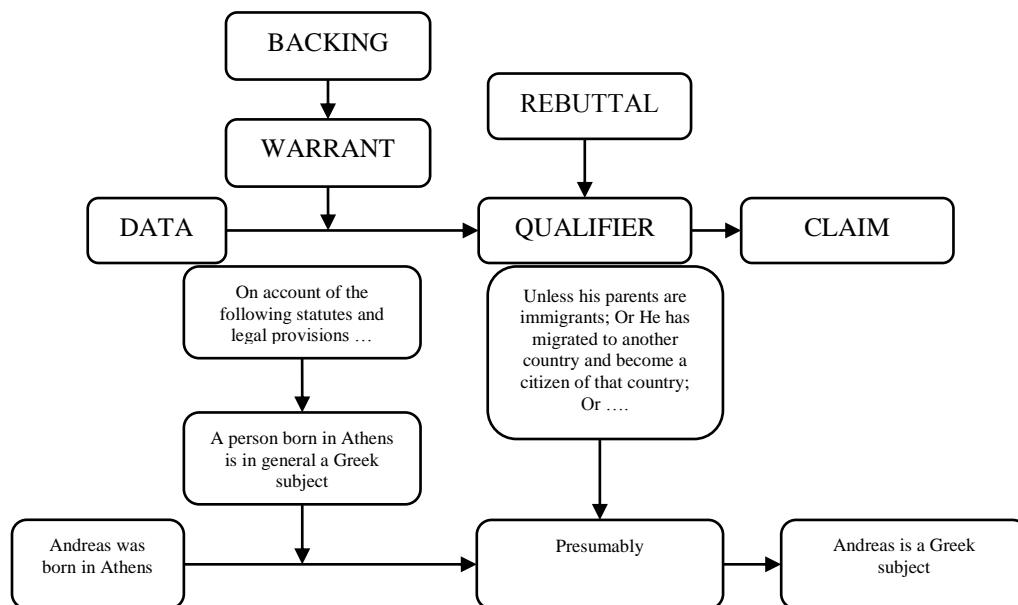 BACKING
REBUTTAL
WARRANT
DATA
QUALIFIER
CLAIM
On account of the
following statutes and
legal provisions …
Unless his parents are
immigrants; Or He has
migrated to another
country and become a
citizen of that country;
Or ….
A person born in Athens
is in general a Greek
subject
Andreas was
born in Athens
Presumably
Andreas is a Greek
subject